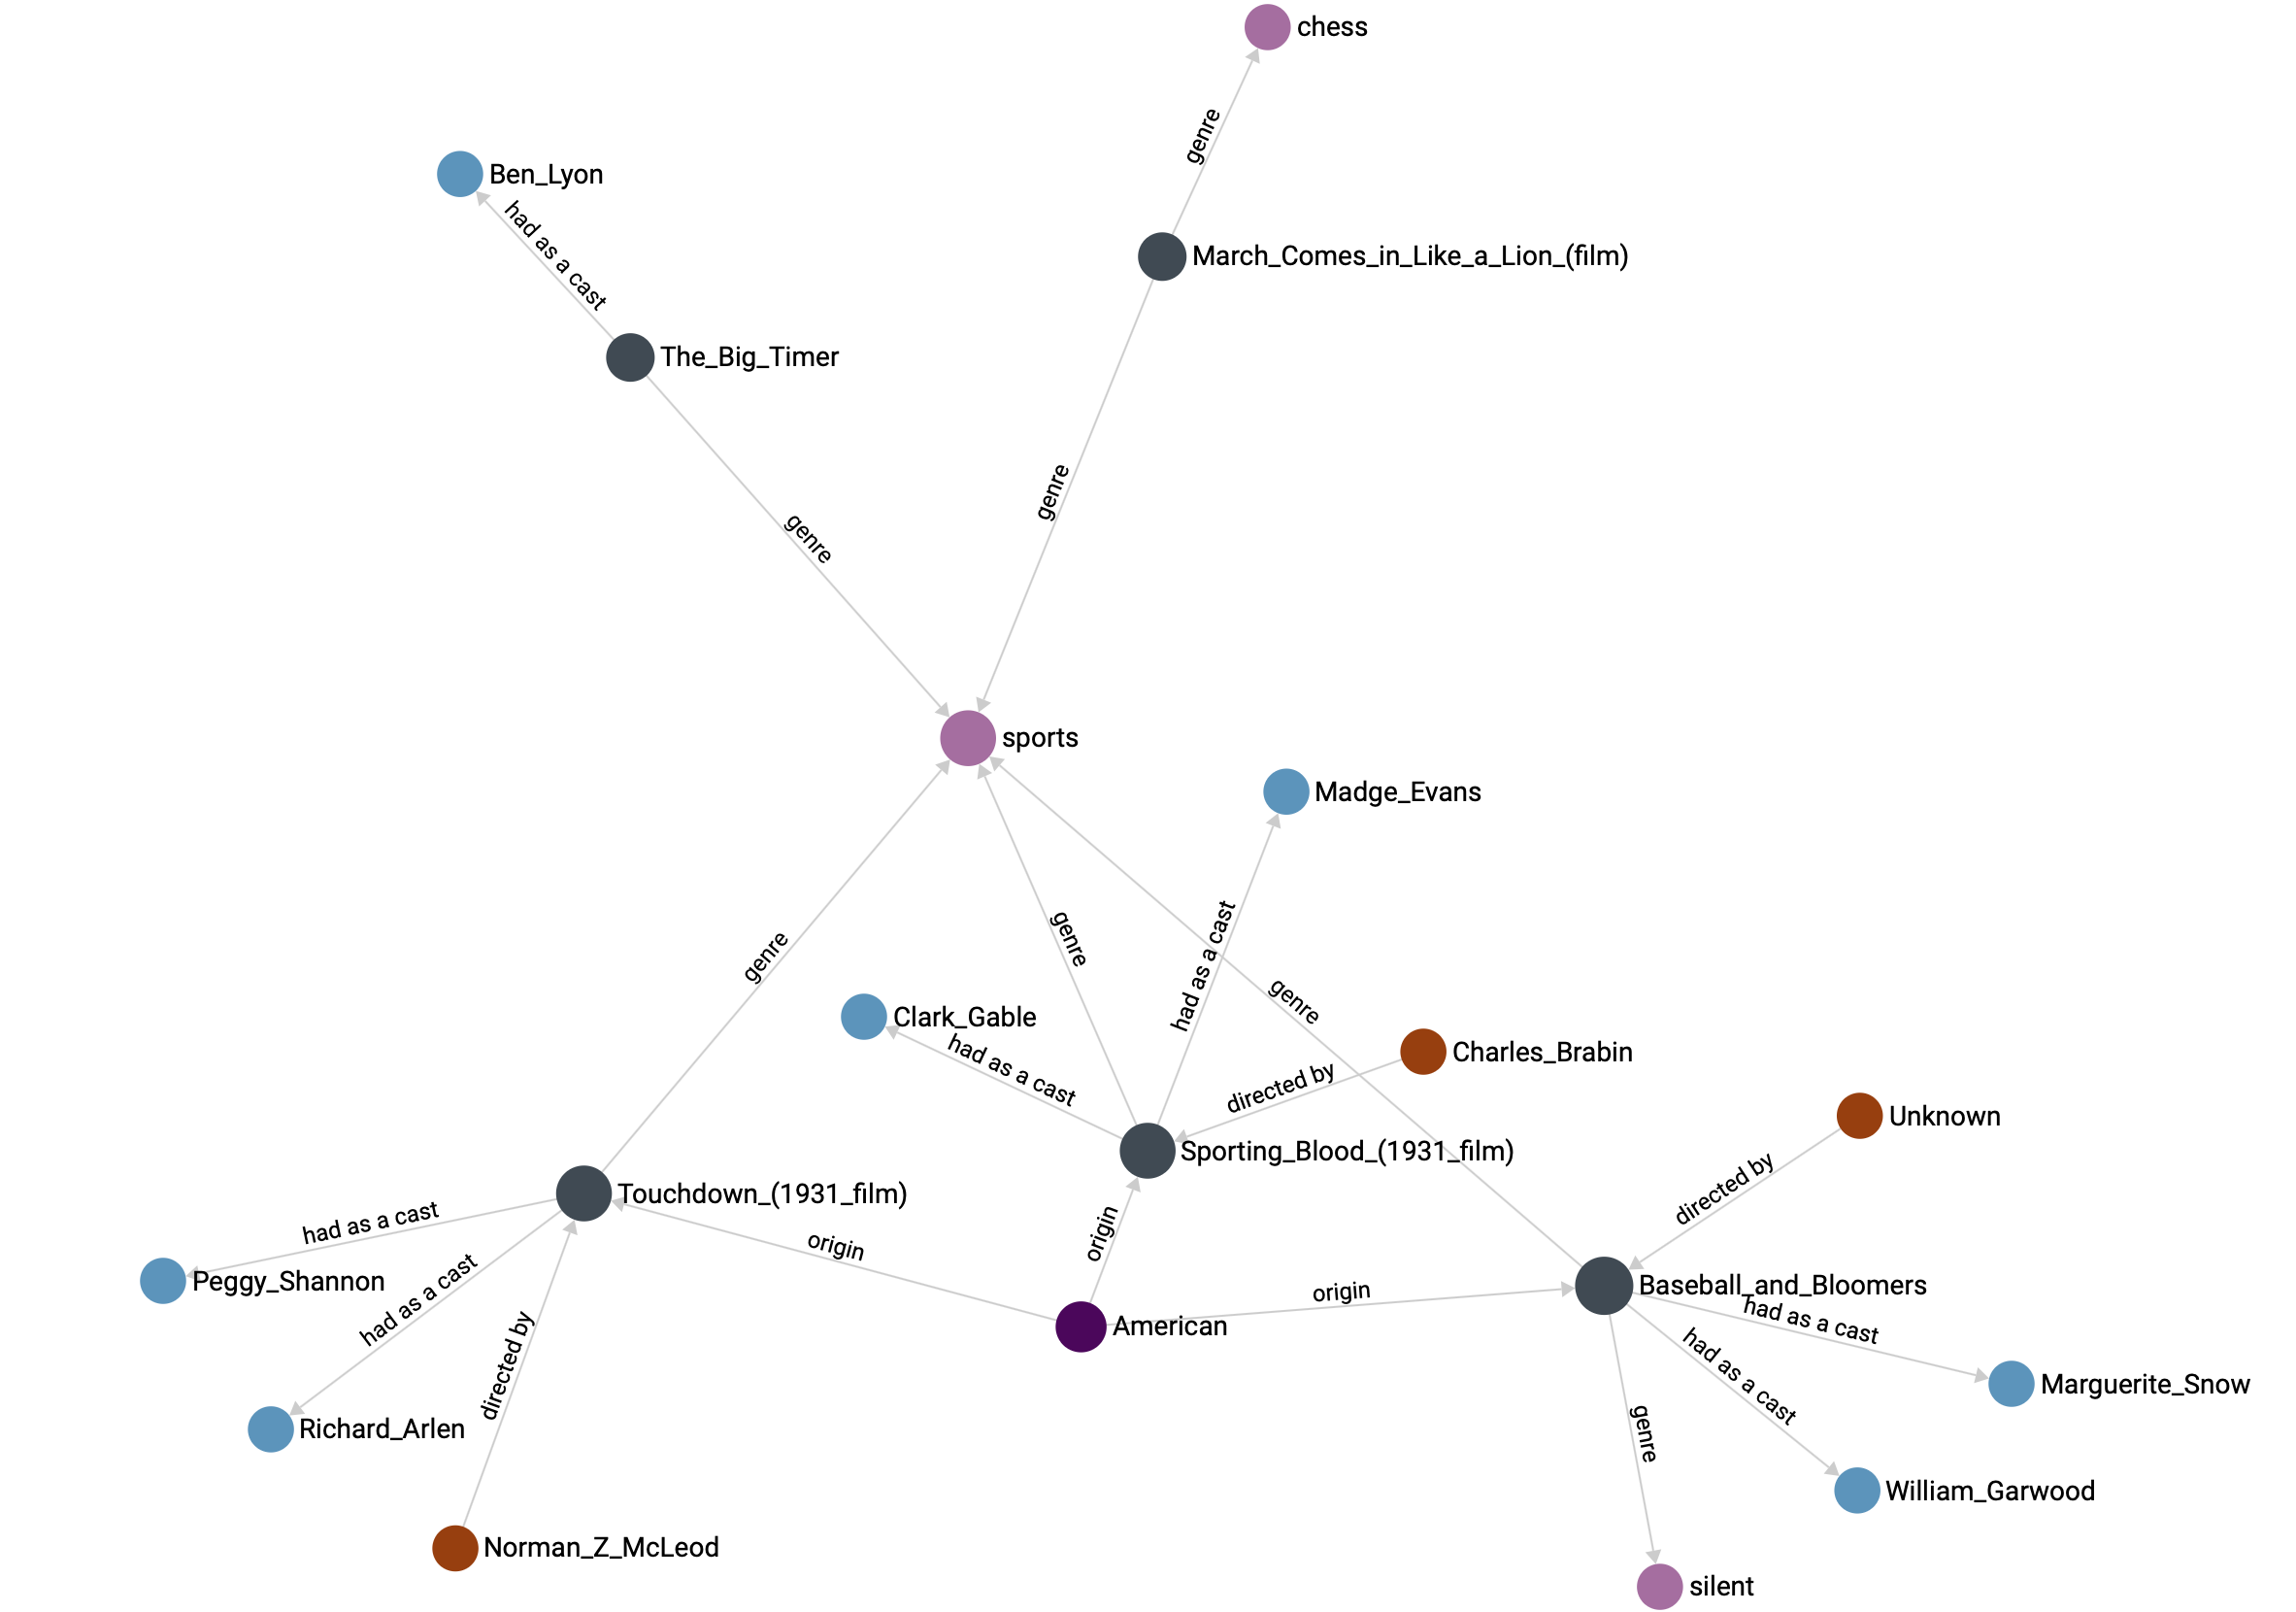 chess
genre
Ben_Lyon
had as a cast
March_Comes_in_Like_a_Lion_(film)
The_Big_Timer
genre
genre
sports
Madge_Evans
genre
genre
had as a cast
genre
Clark_Gable
had as a cast
Charles_Brabin
directed by
Unknown
Sporting_Blood_(1931_film)
directed by
Touchdown_(1931_film)
had as a cast
origin
origin
Peggy_Shannon
had as a cast
origin
Baseball_and_Bloomers
had as a cast
American
directed by
had as a cast
Marguerite_Snow
Richard_Arlen
genre
William_Garwood
Norman_Z_McLeod
silent